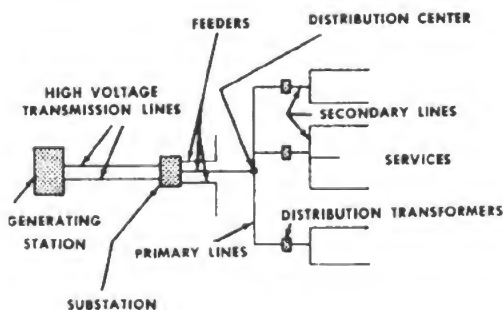 FEEDERS
DISTRIBUTION CENTER
HIGH VOLTAGE
TRANSMISSION LINES
SECONDARY LINES
SERVICES
GENERATING
STATION
DISTRIBUTION TRANSFORMERS
PRIMARY LINES
SUBSTATION